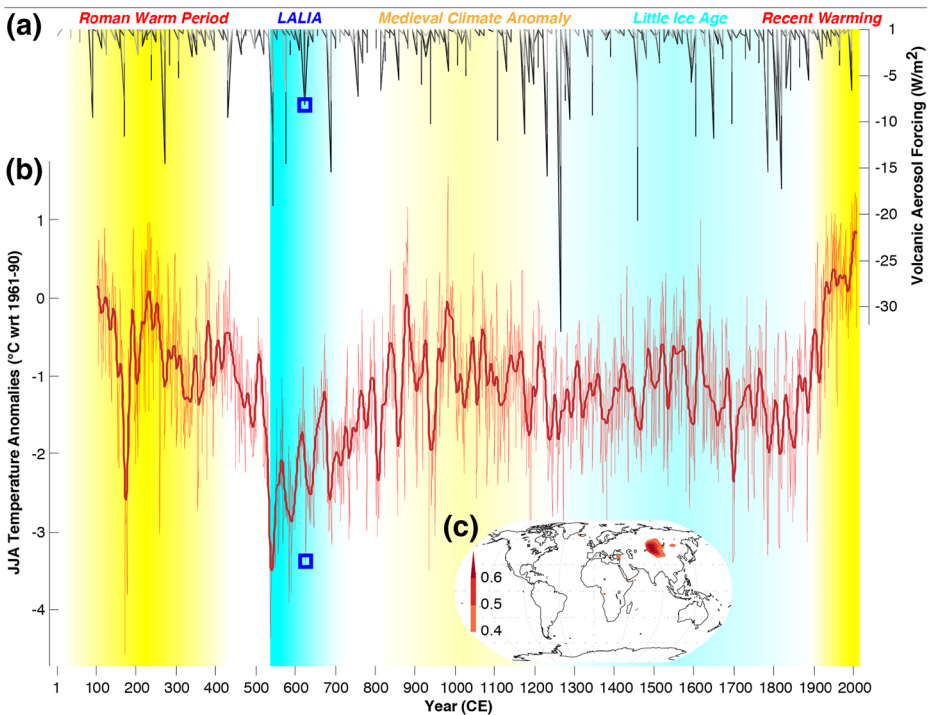 (a)
Roman Warm Period LALIA Medieval Climate Anomaly Little Ice Age Recent Warming
1
-5
-10
-15
-20
-25
-30
Volcanic Aerosol Forcing (W/m2)
(b)
1
0
-1
-2
-3
-4
JJA Temperature Anomalies (°C wrt 1961-90)
(c)
0.6
0.5
0.4
1 100 200 300 400 500 600 700 800 900 1000 1100 1200 1300 1400 1500 1600 1700 1800 1900 2000
Year (CE)